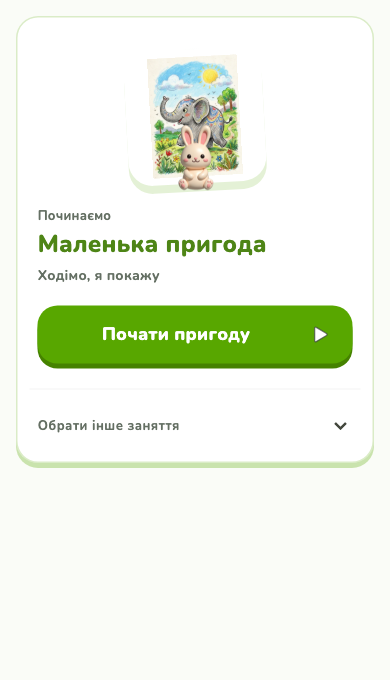 Починаємо
Маленька пригода
Ходімо, я покажу
Почати пригоду
Обрати інше заняття